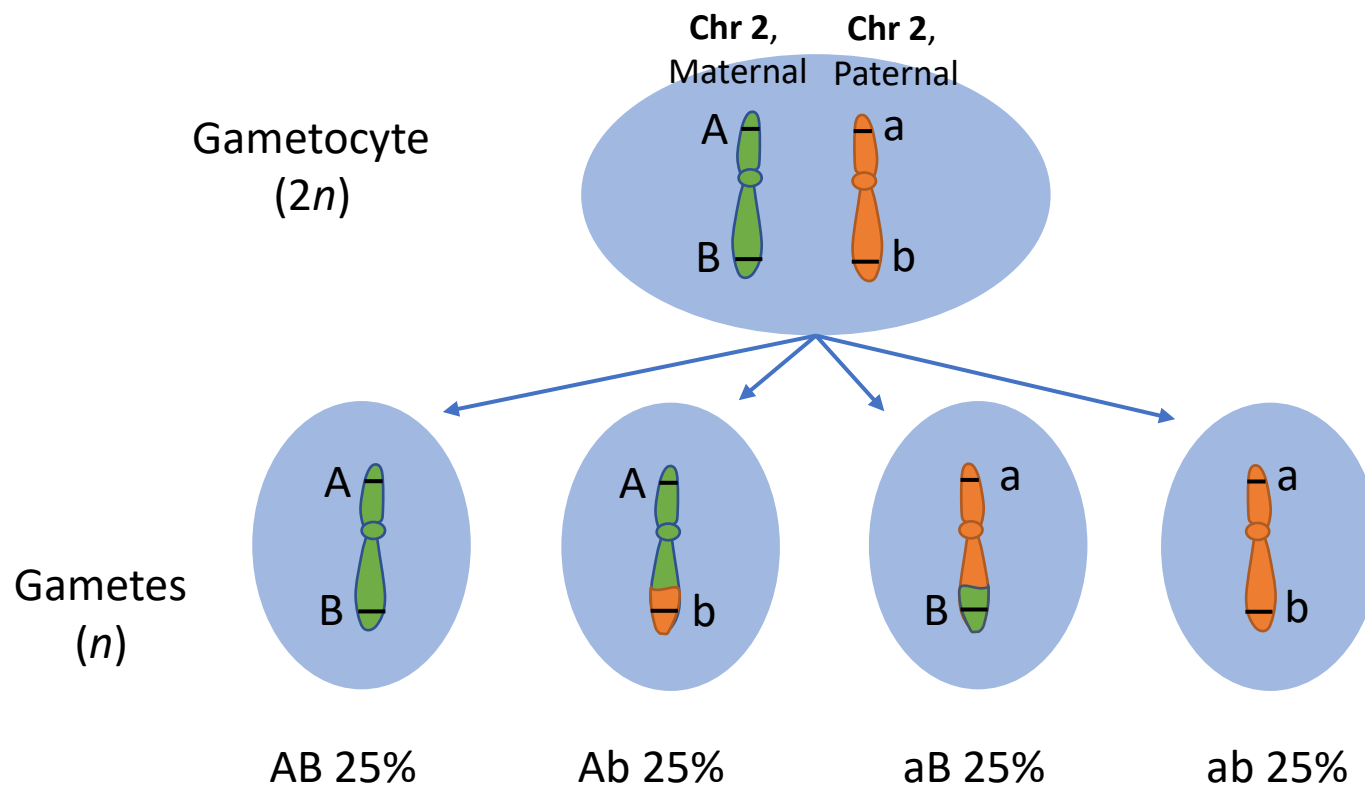 Chr 2,
Maternal
Chr 2,
Paternal
Gametocyte
(2n)
A
a
B
b
Gametes
(n)
A
B
A
b
a
B
a
b
AB 25%
Ab 25%
aB 25%
ab 25%